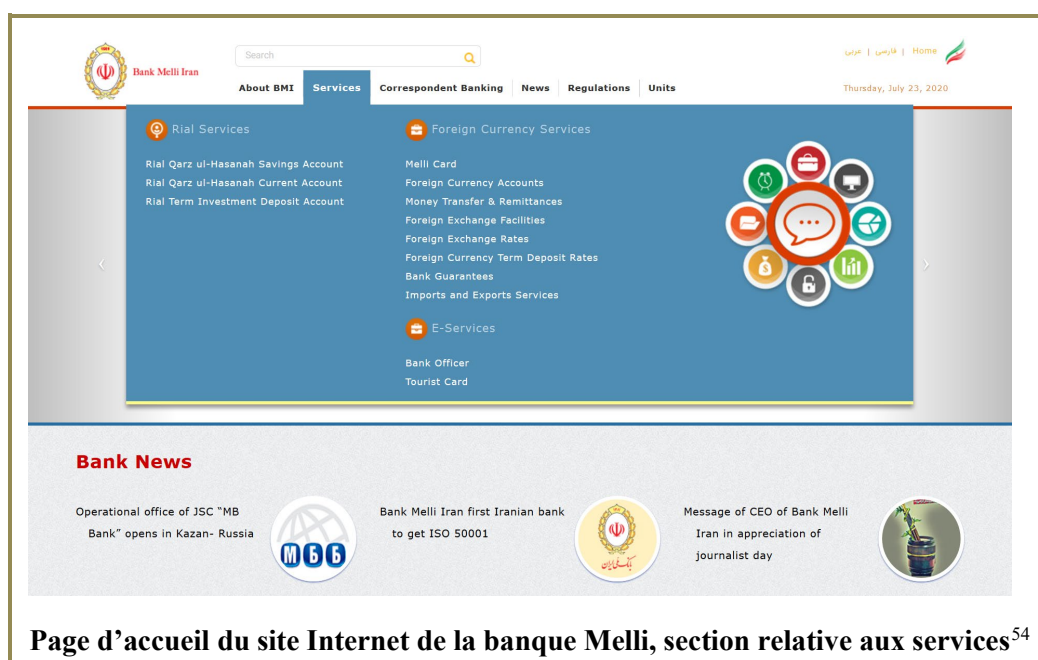 Bank Melli Iran
Search
عربی | فارسی | Home
About BMI
Services
Correspondent Banking
News
Regulations
Units
Thursday, July 23, 2020
Rial Services
Rial Qarz ul-Hasanah Savings Account
Rial Qarz ul-Hasanah Current Account
Rial Term Investment Deposit Account
Foreign Currency Services
Melli Card
Foreign Currency Accounts
Money Transfer & Remittances
Foreign Exchange Facilities
Foreign Exchange Rates
Foreign Currency Term Deposit Rates
Bank Guarantees
Imports and Exports Services
E-Services
Bank Officer
Tourist Card
Bank News
Operational office of JSC “MB
Bank” opens in Kazan- Russia
МББ
Bank Melli Iran first Iranian bank
to get ISO 50001
بانک ملی ایران
Message of CEO of Bank Melli
Iran in appreciation of
journalist day
Page d’accueil du site Internet de la banque Melli, section relative aux services54